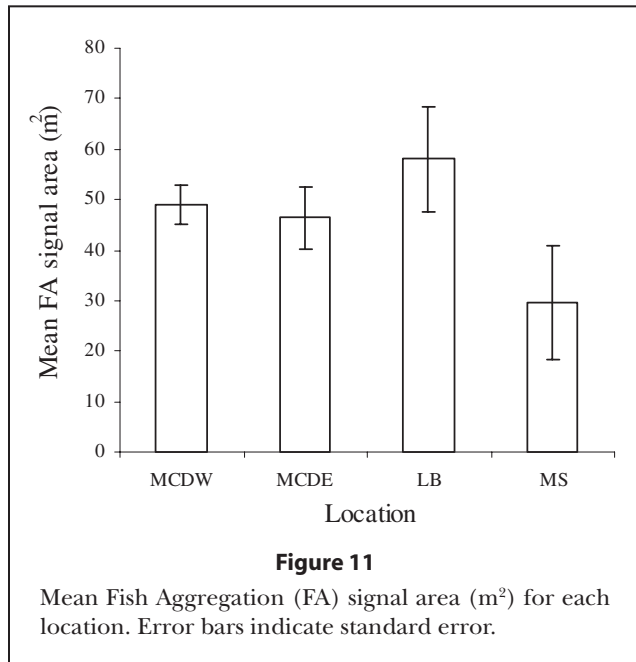 80
70
60
50
40
30
20
10
0
Mean FA signal area (m²)
MCDW MCDE LB MS
Location
Figure 11
Mean Fish Aggregation (FA) signal area (m²) for each
location. Error bars indicate standard error.